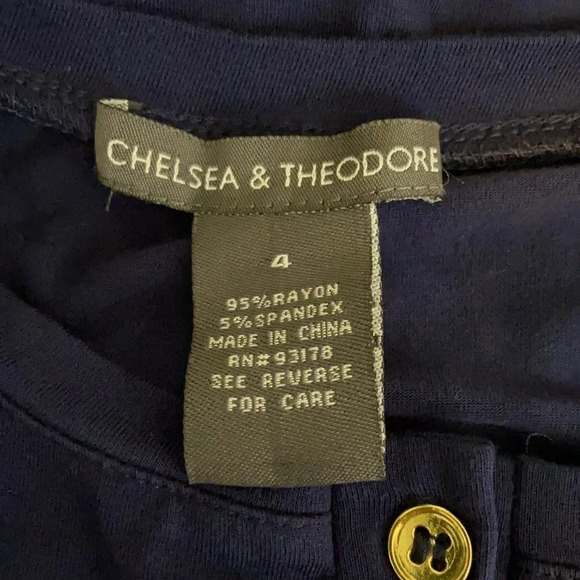 CHELSEA & THEODORE
4
95%RAYON
5%SPANDEX
MADE IN CHINA
RN#93178
SEE REVERSE
FOR CARE